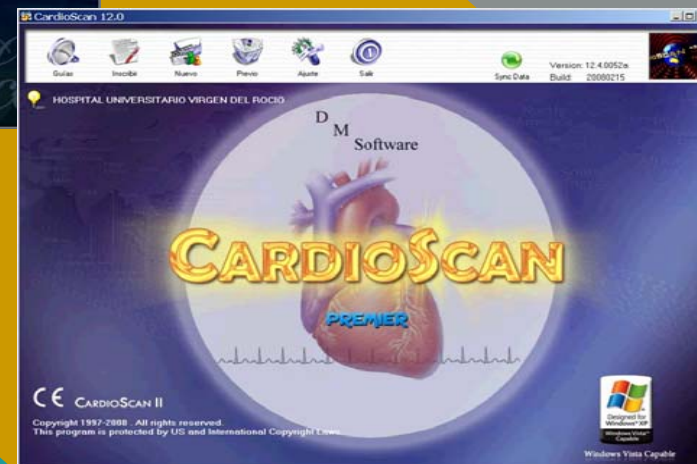 CardioScan 12.0
Guías
Inscribir
Nuevo
Previo
Ajuste
Salir
Sync Data
Version: 12.4.0052a
Build: 20080215
HOSPITAL UNIVERSITARIO VIRGEN DEL ROCIO
D
M
Software
CARDIOSCAN
PREMIER
CE CARDIOSCAN II
Copyright 1997-2008 . All rights reserved.
This program is protected by US and International Copyright Laws.
Designed for
Windows® XP
Windows Vista™
Capable
Windows Vista Capable